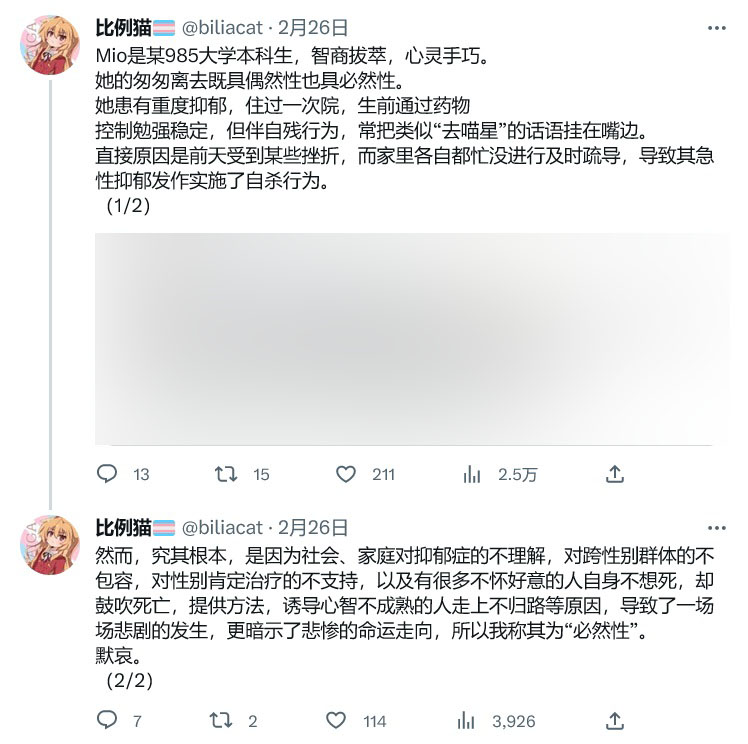 比例猫 @biliacat · 2月26日
Mio是某985大学本科生，智商拔萃，心灵手巧。
她的匆匆离去既具偶然性也具必然性。
她患有重度抑郁，住过一次院，生前通过药物
控制勉强稳定，但伴自残行为，常把类似“去喵星”的话语挂在嘴边。
直接原因是前天受到某些挫折，而家里各自都忙没进行及时疏导，导致其急
性抑郁发作实施了自杀行为。
（1/2）
13 15 211 2.5万
比例猫 @biliacat · 2月26日
然而，究其根本，是因为社会、家庭对抑郁症的不理解，对跨性别群体的不
包容，对性别肯定治疗的不支持，以及有很多不怀好意的人自身不想死，却
鼓吹死亡，提供方法，诱导心智不成熟的人走上不归路等原因，导致了一场
场悲剧的发生，更暗示了悲惨的命运走向，所以我称其为“必然性”。
默哀。
（2/2）
7 2 114 3,926